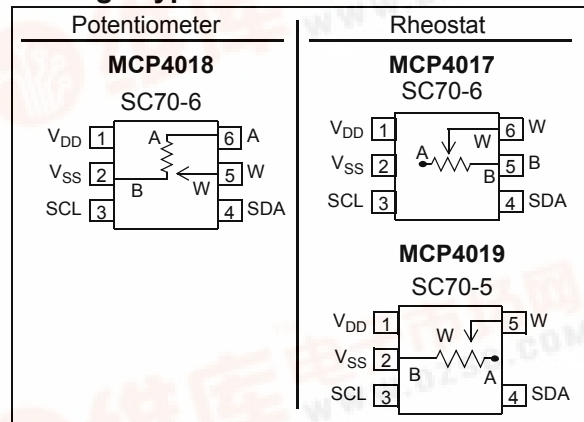 Potentiometer
MCP4018
SC70-6
VDD 1
VSS 2
SCL 3
A
B
W
6 A
5 W
4 SDA
Rheostat
MCP4017
SC70-6
VDD 1
VSS 2
SCL 3
A
W
B
6 W
5 B
4 SDA
MCP4019
SC70-5
VDD 1
VSS 2
SCL 3
W
B
A
5 W
4 SDA